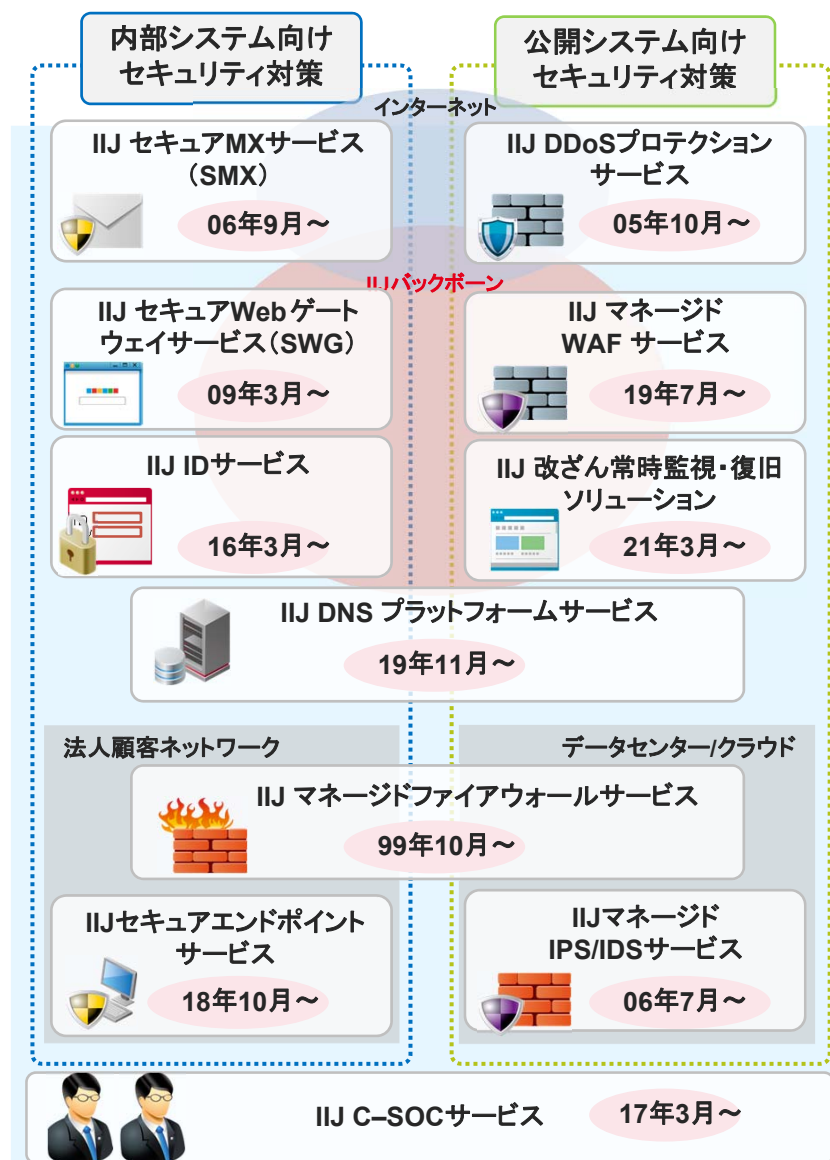 内部システム向け
セキュリティ対策
公開システム向け
セキュリティ対策
インターネット
IIJ セキュアMXサービス
（SMX）
06年9月～
IIJ DDoSプロテクション
サービス
05年10月～
IIJバックボーン
IIJ セキュアWebゲート
ウェイサービス（SWG）
09年3月～
IIJ マネージド
WAF サービス
19年7月～
IIJ IDサービス
16年3月～
IIJ 改ざん常時監視・復旧
ソリューション
21年3月～
IIJ DNS プラットフォームサービス
19年11月～
法人顧客ネットワーク
データセンター/クラウド
IIJ マネージドファイアウォールサービス
99年10月～
IIJセキュアエンドポイント
サービス
18年10月～
IIJマネージド
IPS/IDSサービス
06年7月～
IIJ C–SOCサービス
17年3月～